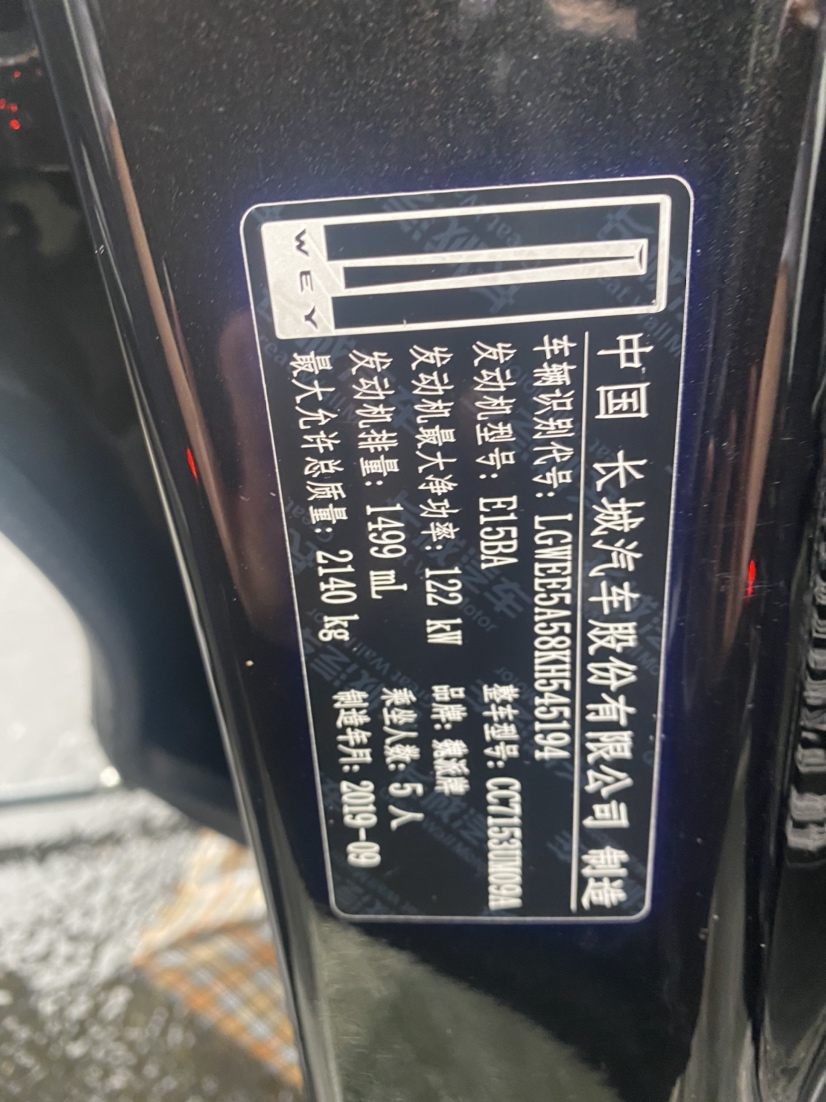 WEY
中国 长城汽车股份有限公司 制造
车辆识别代号: LGWEE5A58KH545194
发动机型号: E15BA 整车型号: CC7153UM09A
发动机最大净功率: 122 kW 品牌: 魏派牌
发动机排量: 1499 mL 乘坐人数: 5 人
最大允许总质量: 2140 kg 制造年月: 2019-09